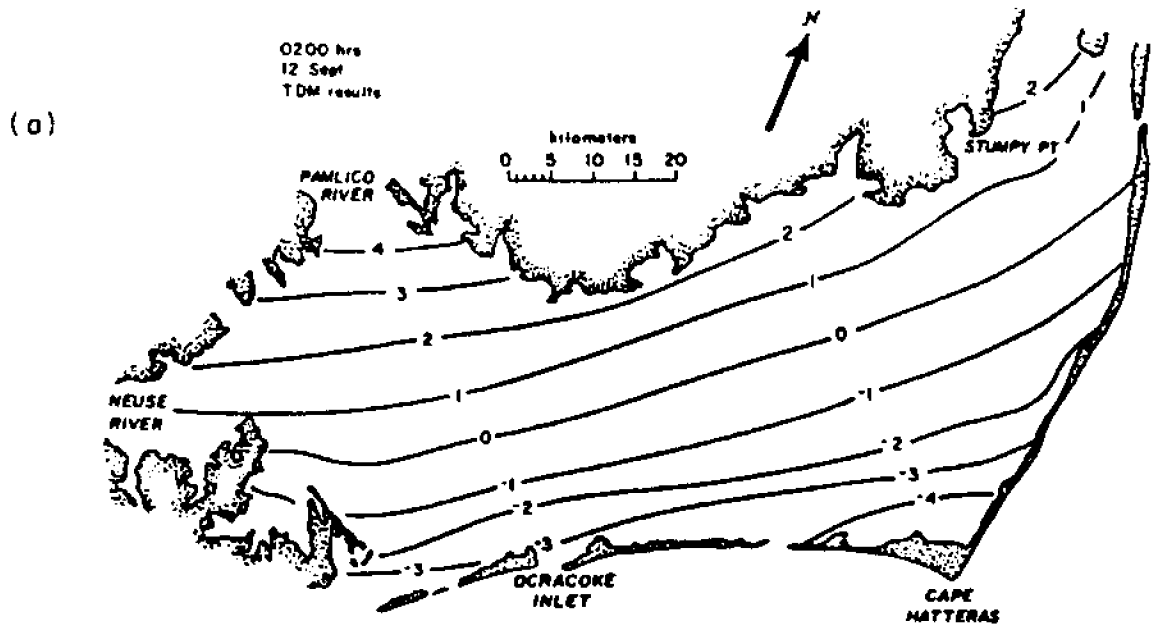 (a)
0200 hrs
12 Sept
TDM results
N
kilometers
0 5 10 15 20
PAMLICO
RIVER
STUMPY PT
NEUSE
RIVER
OCRACOKE
INLET
CAPE
HATTERAS
2
1
4
3
2
2
1
1
0
0
-1
-1
-2
-2
-3
-3
-3
-4